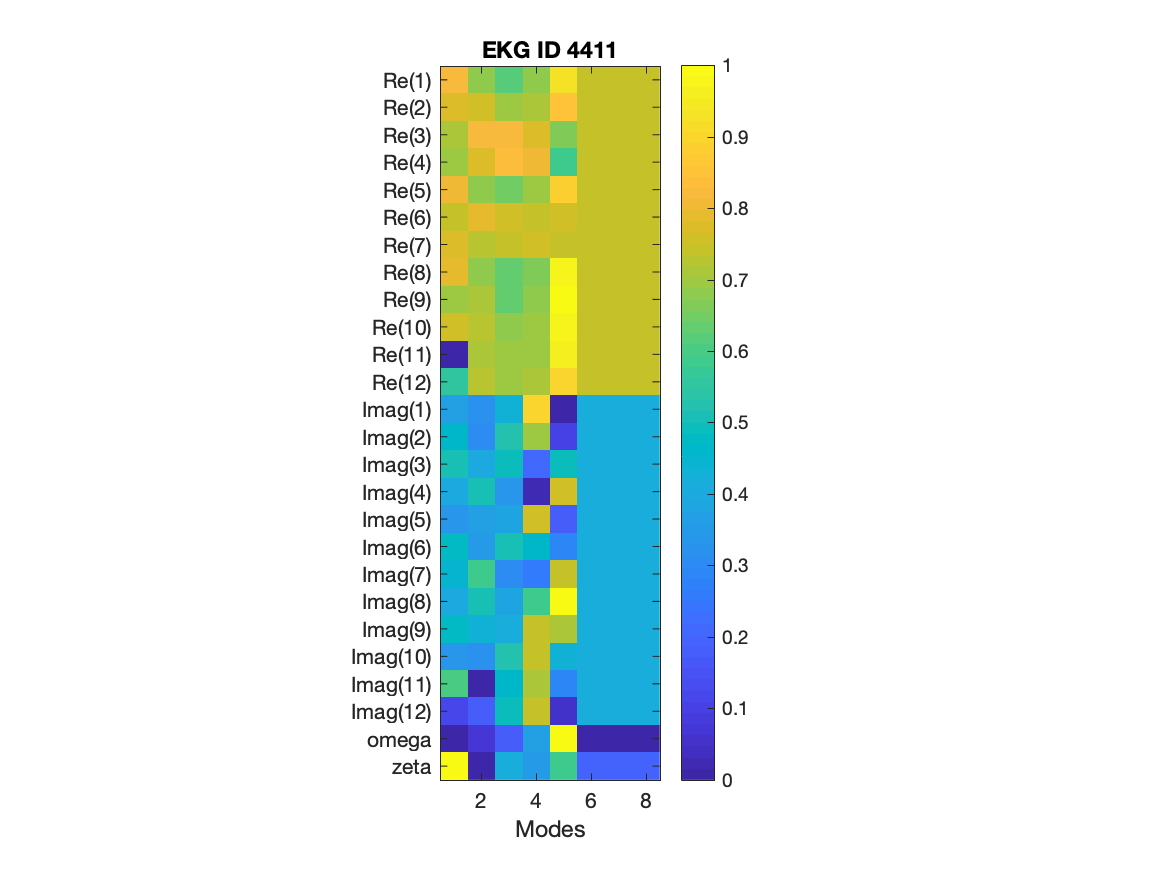 EKG ID 4411
Re(1)
Re(2)
Re(3)
Re(4)
Re(5)
Re(6)
Re(7)
Re(8)
Re(9)
Re(10)
Re(11)
Re(12)
Imag(1)
Imag(2)
Imag(3)
Imag(4)
Imag(5)
Imag(6)
Imag(7)
Imag(8)
Imag(9)
Imag(10)
Imag(11)
Imag(12)
omega
zeta
2 4 6 8
Modes
1
0.9
0.8
0.7
0.6
0.5
0.4
0.3
0.2
0.1
0